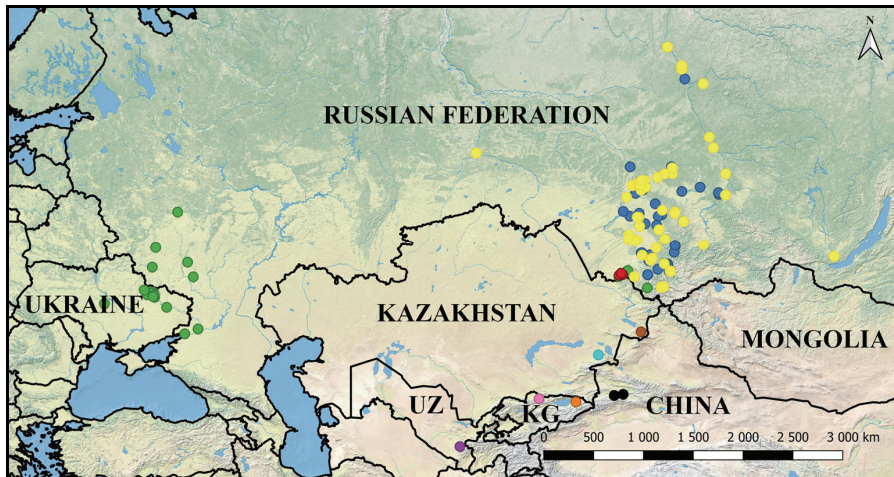 N
RUSSIAN FEDERATION
UKRAINE
KAZAKHSTAN
MONGOLIA
UZ
KG
CHINA
0 500 1 000 1 500 2 000 2 500 3 000 km